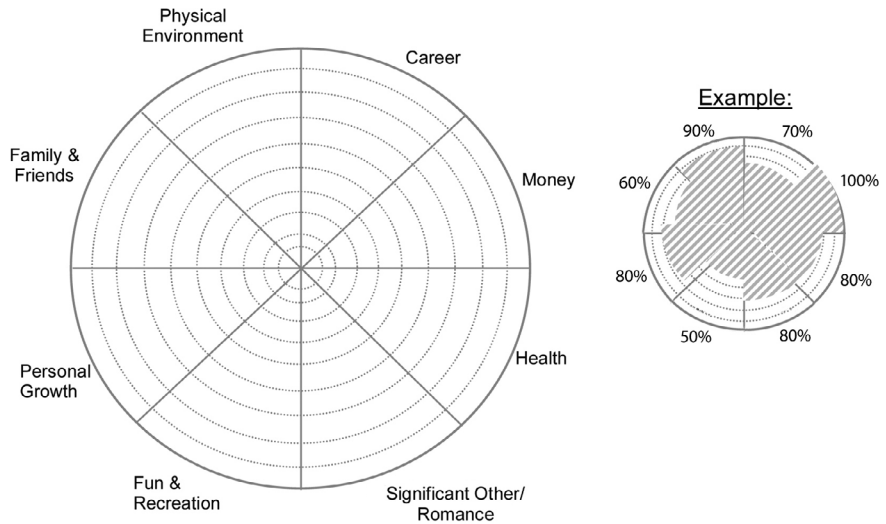 Physical
Environment
Career
Family &
Friends
Money
Personal
Growth
Health
Fun &
Recreation
Significant Other/
Romance
Example:
90%
70%
60%
100%
80%
80%
50%
80%